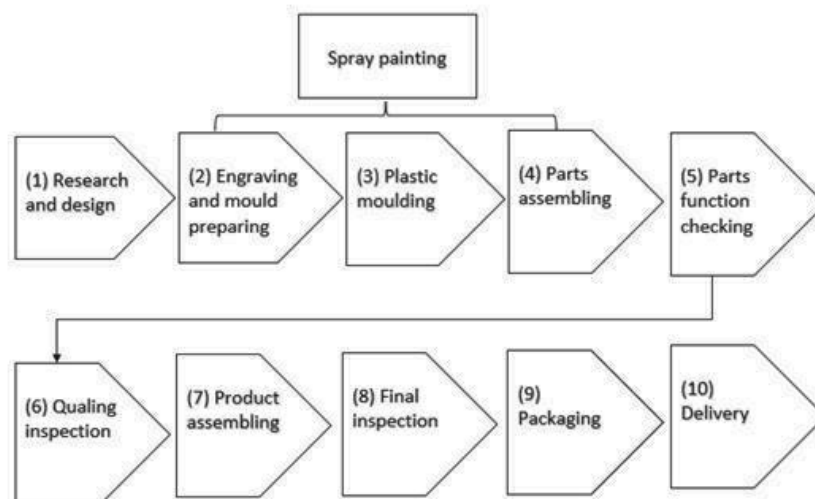 Spray painting
(1) Research
and design
(2) Engraving
and mould
preparing
(3) Plastic
moulding
(4) Parts
assembling
(5) Parts
function
checking
(6) Qualing
inspection
(7) Product
assembling
(8) Final
inspection
(9)
Packaging
(10)
Delivery